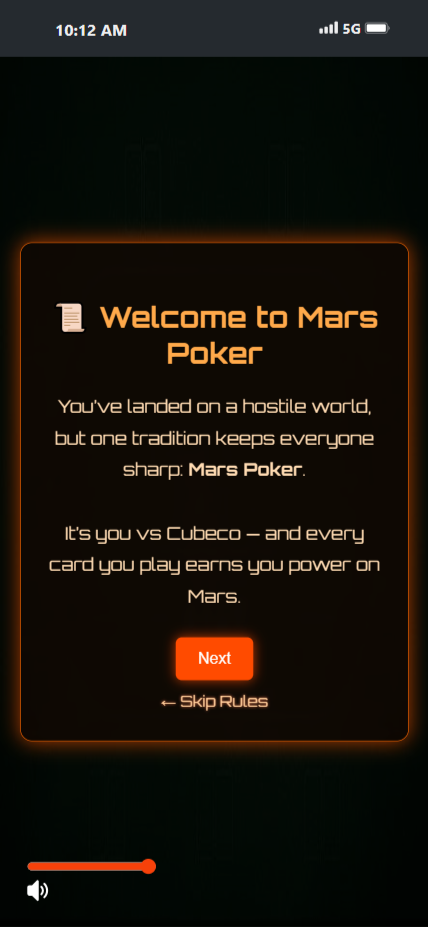 10:12 AM
5G
📜 Welcome to Mars
Poker
You've landed on a hostile world,
but one tradition keeps everyone
sharp: Mars Poker.
It's you vs Cubeco — and every
card you play earns you power on
Mars.
Next
← Skip Rules